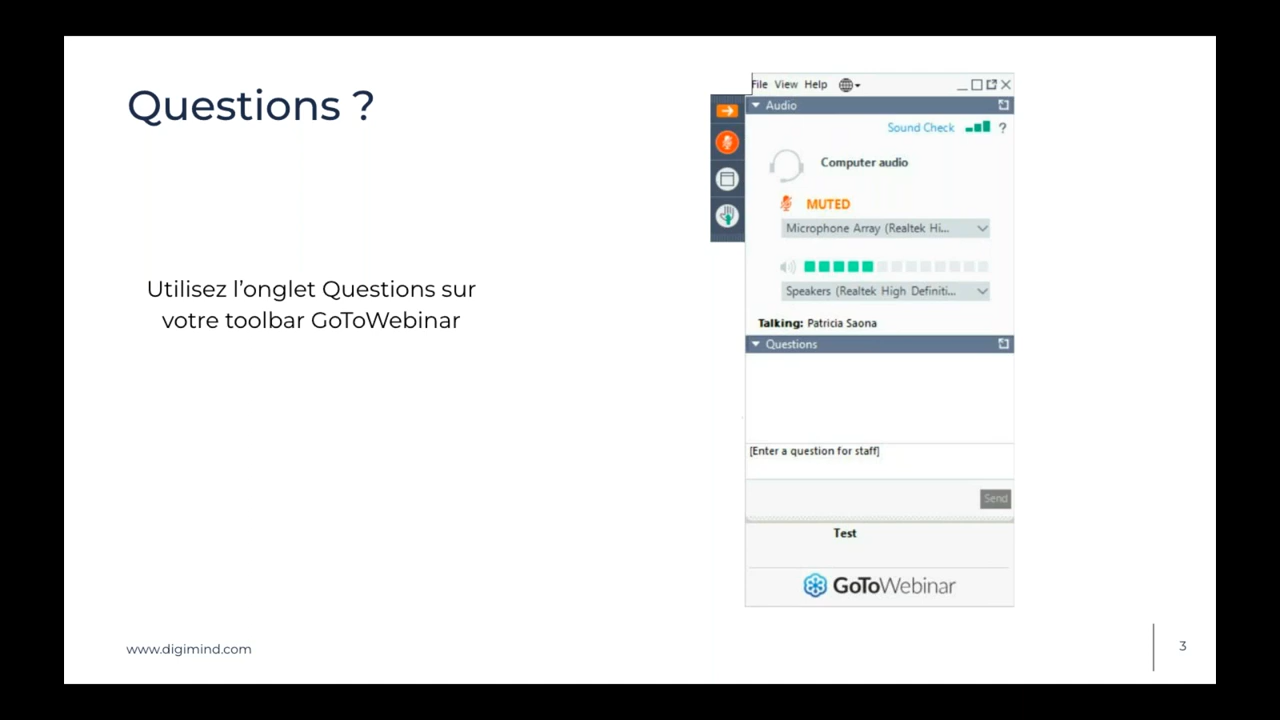 Questions ?
Utilisez l’onglet Questions sur
votre toolbar GoToWebinar
File View Help
Audio
Sound Check ?
Computer audio
MUTED
Microphone Array (Realtek Hi...
Speakers (Realtek High Definiti...
Talking: Patricia Saona
Questions
[Enter a question for staff]
Send
Test
GoToWebinar
www.digimind.com
3